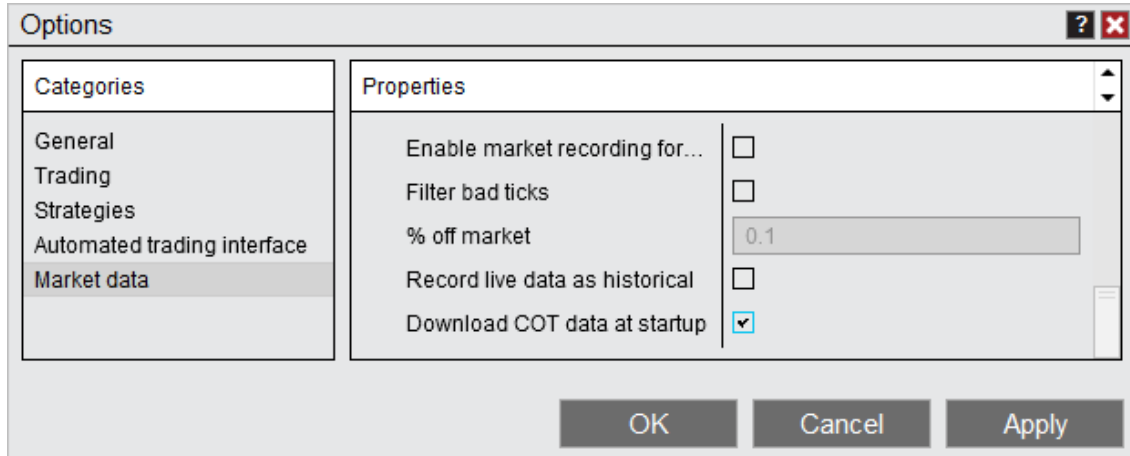 Options
?
Categories
Properties
General
Trading
Strategies
Automated trading interface
Market data
Enable market recording for...
Filter bad ticks
% off market
0.1
Record live data as historical
Download COT data at startup
OK
Cancel
Apply